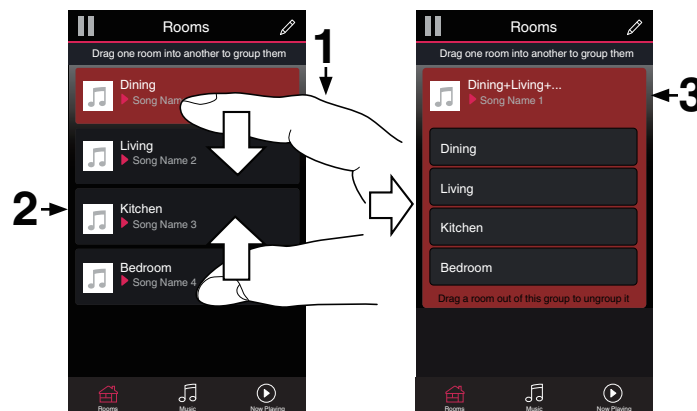 Rooms
Drag one room into another to group them
1
Dining
Song Nam
Living
Song Name 2
2
Kitchen
Song Name 3
Bedroom
Song Name 4
Rooms
Music
Now Playing
Rooms
Drag one room into another to group them
Dining+Living+...
Song Name 1
3
Dining
Living
Kitchen
Bedroom
Drag a room out of this group to ungroup it
Rooms
Music
Now Playing